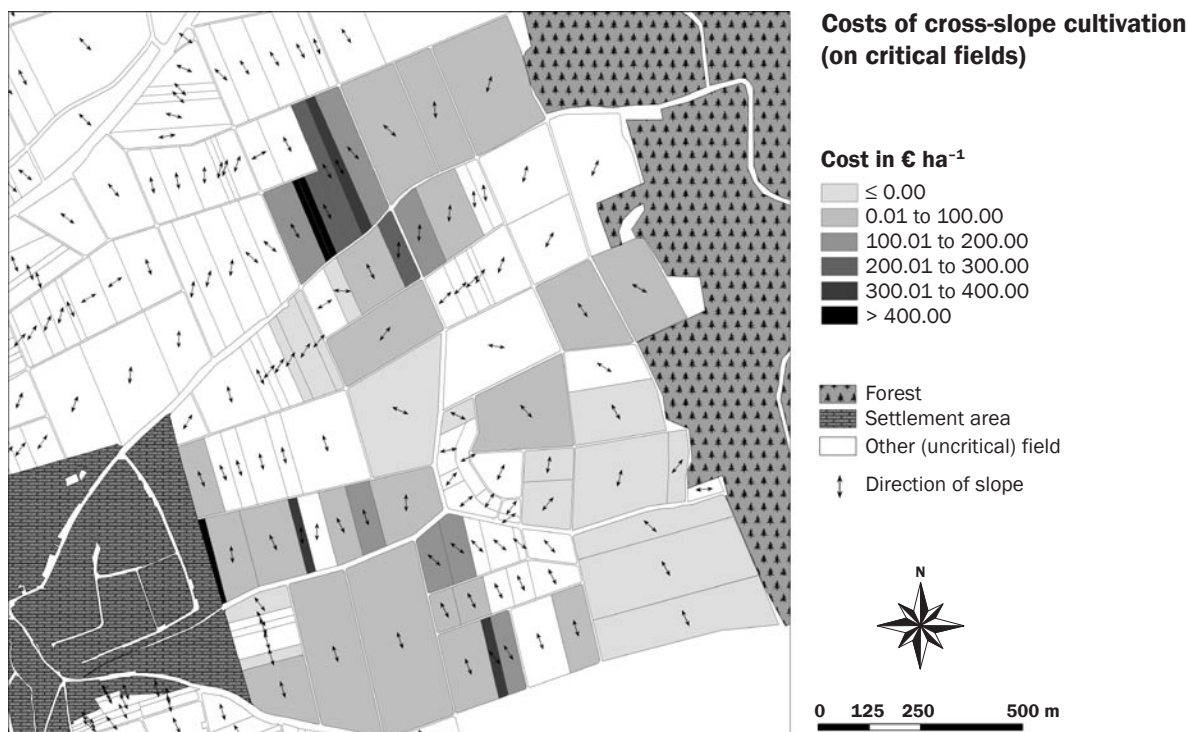 Costs of cross-slope cultivation
(on critical fields)
Cost in € ha⁻¹
≤ 0.00
0.01 to 100.00
100.01 to 200.00
200.01 to 300.00
300.01 to 400.00
> 400.00
Forest
Settlement area
Other (uncritical) field
Direction of slope
N
0 125 250 500 m